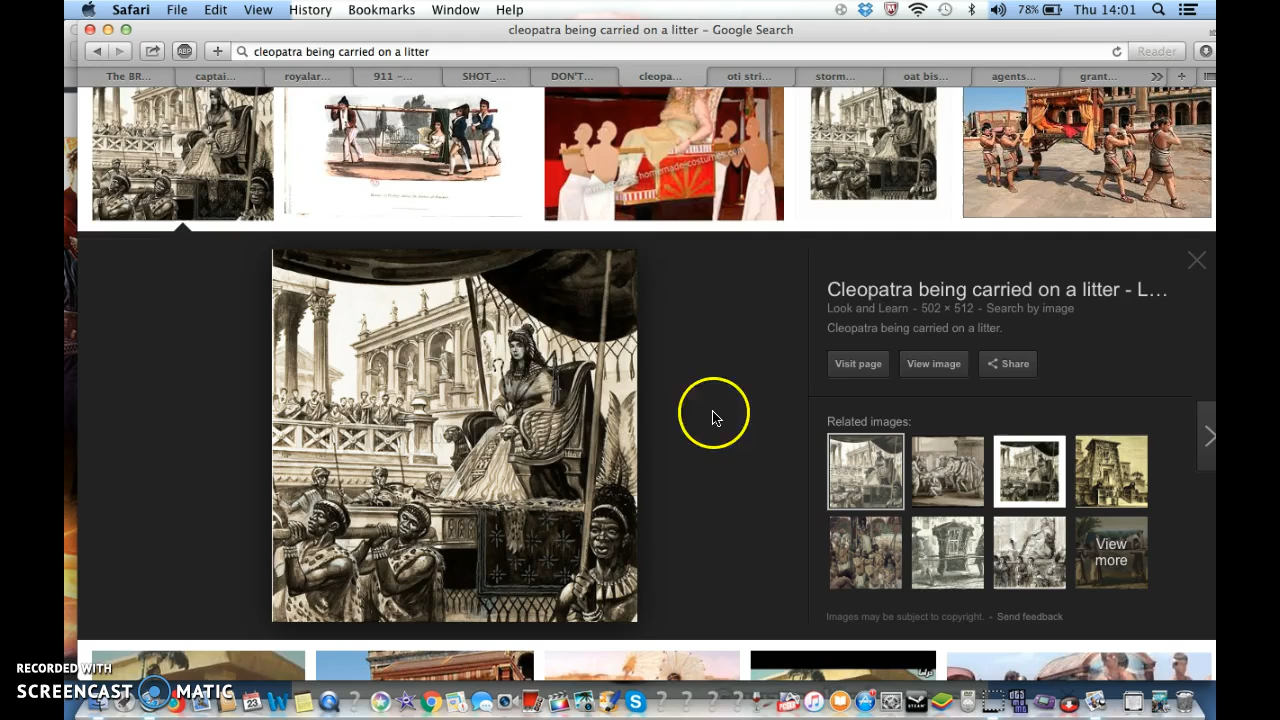 Safari File Edit View History Bookmarks Window Help 78% Thu 14:01
cleopatra being carried on a litter – Google Search
ABP cleopatra being carried on a litter Reader
The BR... captai... royalar... 911 –... SHOT_... DON'T... cleopa... oti stri... storm... oat bis... agents... grant...
Cleopatra being carried on a litter - L...
Look and Learn - 502 × 512 - Search by image
Cleopatra being carried on a litter.
Visit page View image Share
Related images:
View
more
Images may be subject to copyright. - Send feedback
RECORDED WITH
SCREENCAST MATIC
23